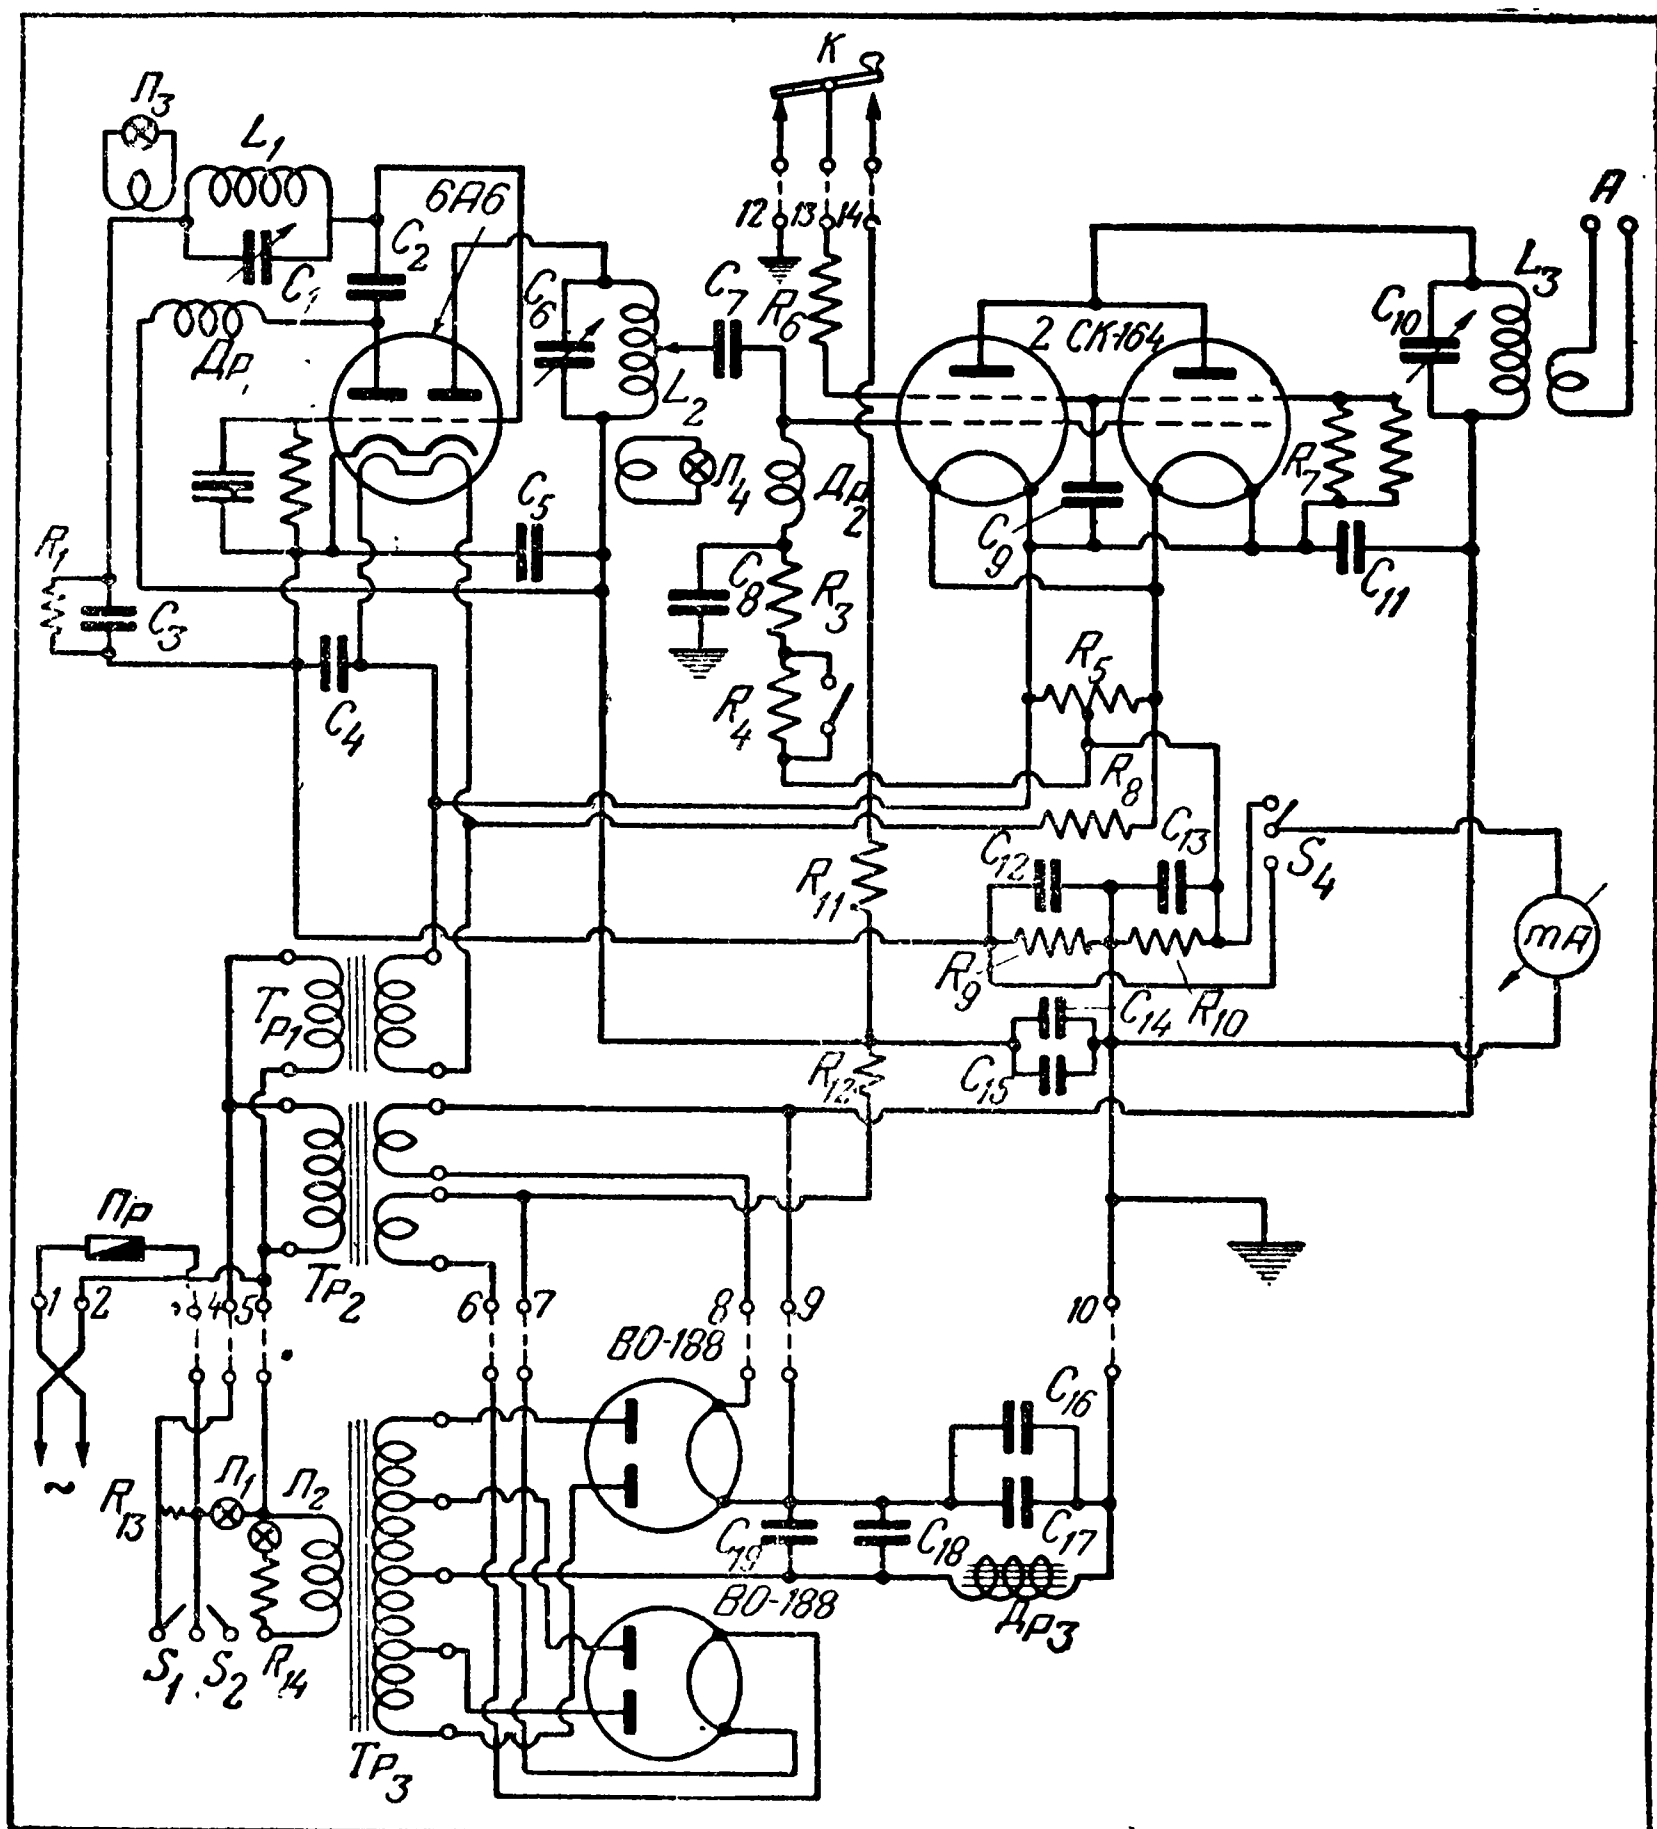 К
Л3
L1
А
6А6
12 13 14
C2
L3
C1
C6
C7
R6
C10
2 СК-164
Др1
L2
R7
Л4
Др2
C5
C9
R1
C8
R3
C11
C3
R5
R4
C4
R8
C13
C12
S4
R11
mA
R9
Тр1
C14
R10
R12
C15
Пр
Тр2
1 2 4 5 6 7 8 9 10
ВО-188
C16
Л1
Л2
R13
C19
C18
C17
~
ВО-188
Др3
S1 S2 R14
Тр3